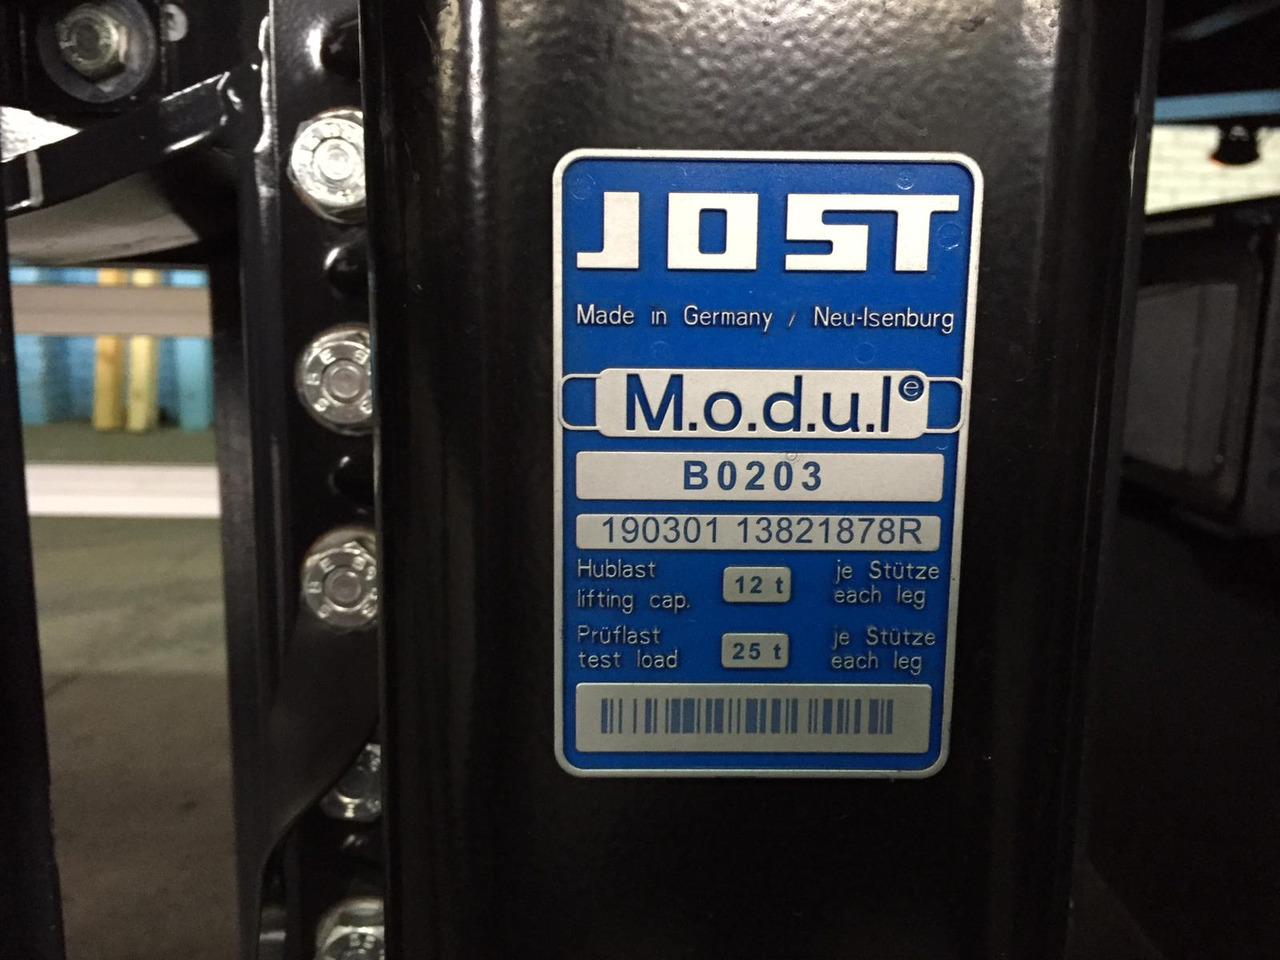 JOST
Made in Germany / Neu-Isenburg
M.o.d.u.l e
B0203
190301 13821878R
Hublast
lifting cap.
12 t
je Stütze
each leg
Prüflast
test load
25 t
je Stütze
each leg